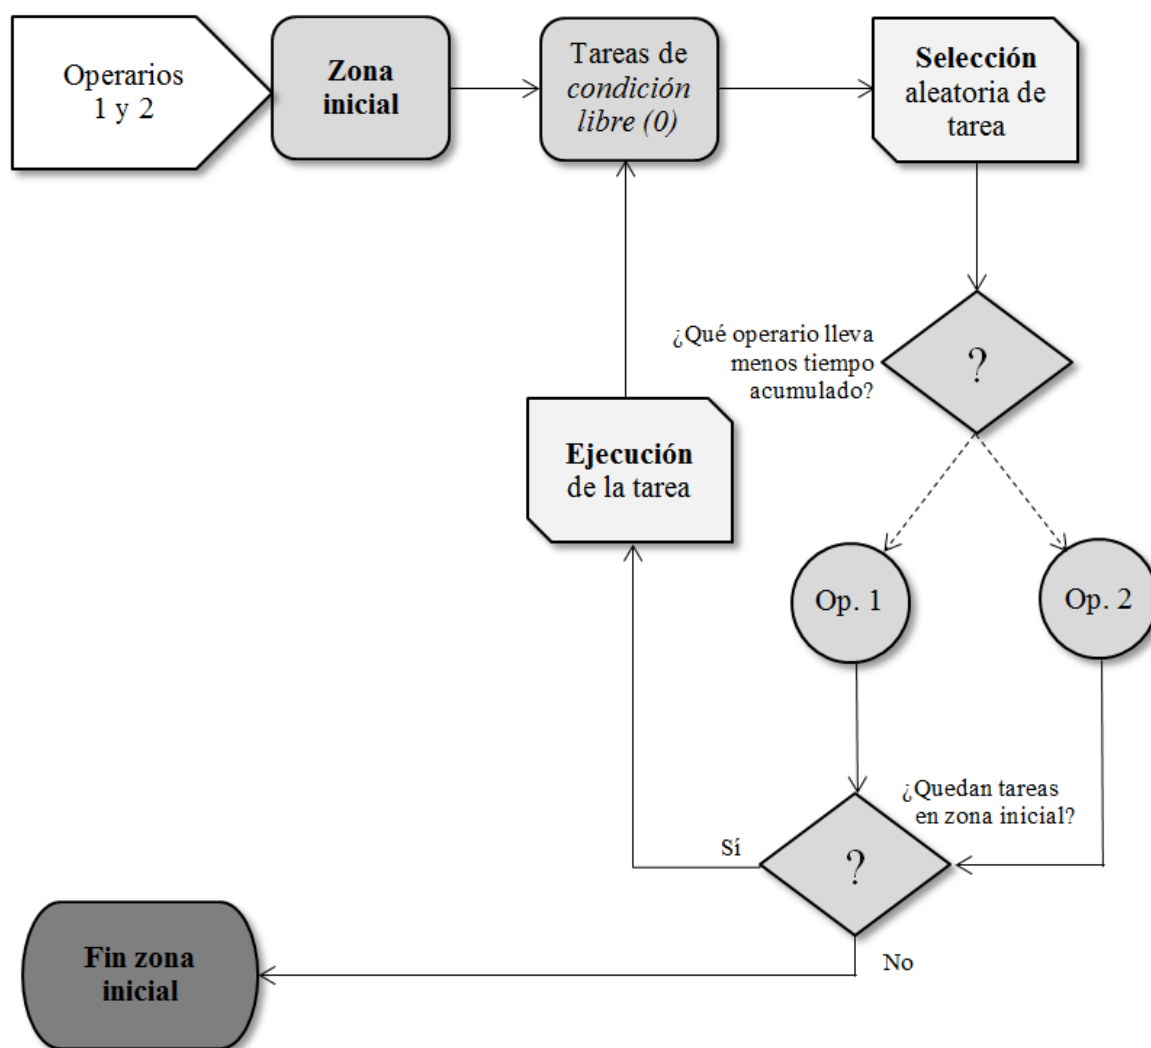 Operarios
1 y 2
Zona
inicial
Tareas de
condición
libre (0)
Selección
aleatoria de
tarea
¿Qué operario lleva
menos tiempo
acumulado?
?
Ejecución
de la tarea
Op. 1
Op. 2
¿Quedan tareas
en zona inicial?
Sí
?
No
Fin zona
inicial